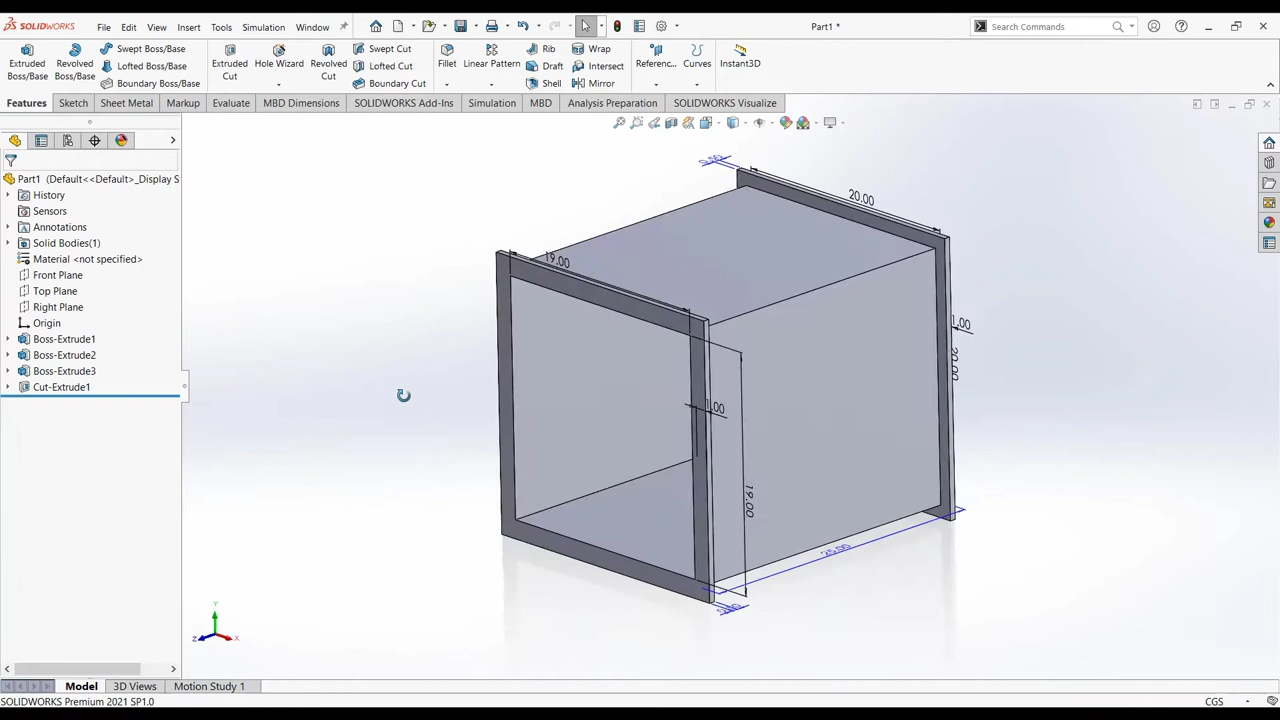 SOLIDWORKS File Edit View Insert Tools Simulation Window Part1 * Search Commands
Extruded Boss/Base Revolved Boss/Base Swept Boss/Base Lofted Boss/Base Boundary Boss/Base Extruded Cut Hole Wizard Revolved Cut Swept Cut Lofted Cut Boundary Cut Fillet Linear Pattern Rib Draft Shell Wrap Intersect Mirror Referenc... Curves Instant3D
Features Sketch Sheet Metal Markup Evaluate MBD Dimensions SOLIDWORKS Add-Ins Simulation MBD Analysis Preparation SOLIDWORKS Visualize
Part1 (Default<<Default>_Display S
History
Sensors
Annotations
Solid Bodies(1)
Material <not specified>
Front Plane
Top Plane
Right Plane
Origin
Boss-Extrude1
Boss-Extrude2
Boss-Extrude3
Cut-Extrude1
20.00
19.00
1.00
20.00
1.00
19.00
25.00
Y
Z X
Model 3D Views Motion Study 1
SOLIDWORKS Premium 2021 SP1.0 CGS